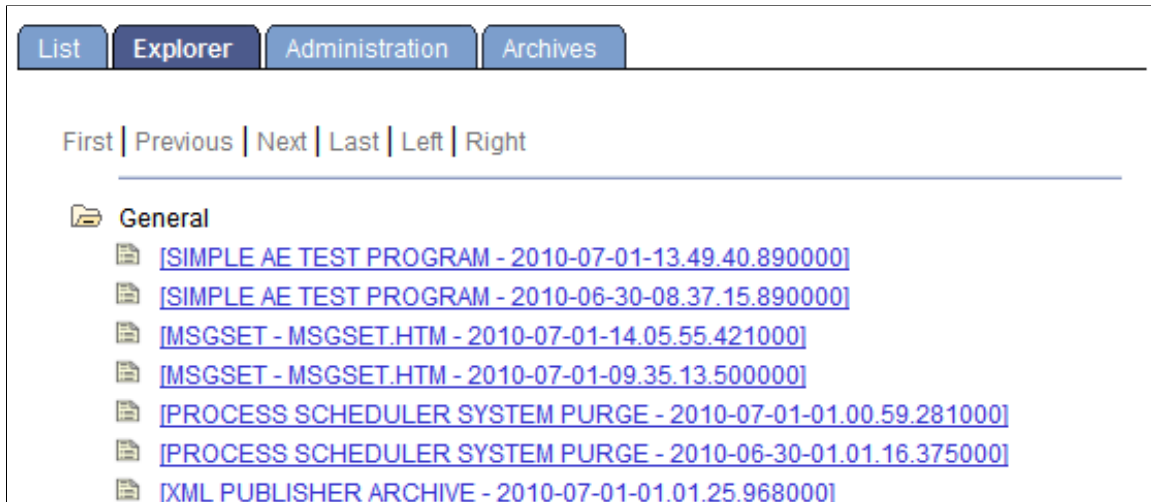 List Explorer Administration Archives
First | Previous | Next | Last | Left | Right
General
[SIMPLE AE TEST PROGRAM - 2010-07-01-13.49.40.890000]
[SIMPLE AE TEST PROGRAM - 2010-06-30-08.37.15.890000]
[MSGSET - MSGSET.HTM - 2010-07-01-14.05.55.421000]
[MSGSET - MSGSET.HTM - 2010-07-01-09.35.13.500000]
[PROCESS SCHEDULER SYSTEM PURGE - 2010-07-01-01.00.59.281000]
[PROCESS SCHEDULER SYSTEM PURGE - 2010-06-30-01.01.16.375000]
[XML PUBLISHER ARCHIVE - 2010-07-01-01.01.25.968000]